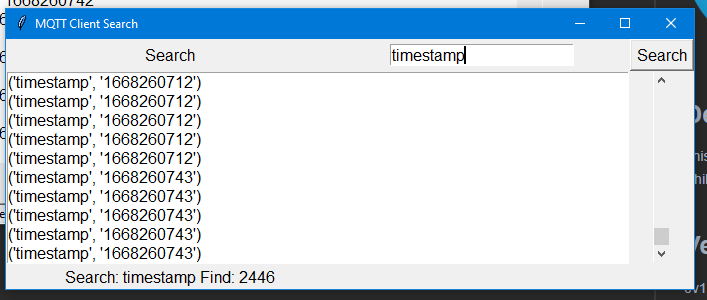 1668260742
MQTT Client Search
Search timestamp Search
('timestamp', '1668260712')
('timestamp', '1668260712')
('timestamp', '1668260712')
('timestamp', '1668260712')
('timestamp', '1668260712')
('timestamp', '1668260743')
('timestamp', '1668260743')
('timestamp', '1668260743')
('timestamp', '1668260743')
('timestamp', '1668260743')
Search: timestamp Find: 2446